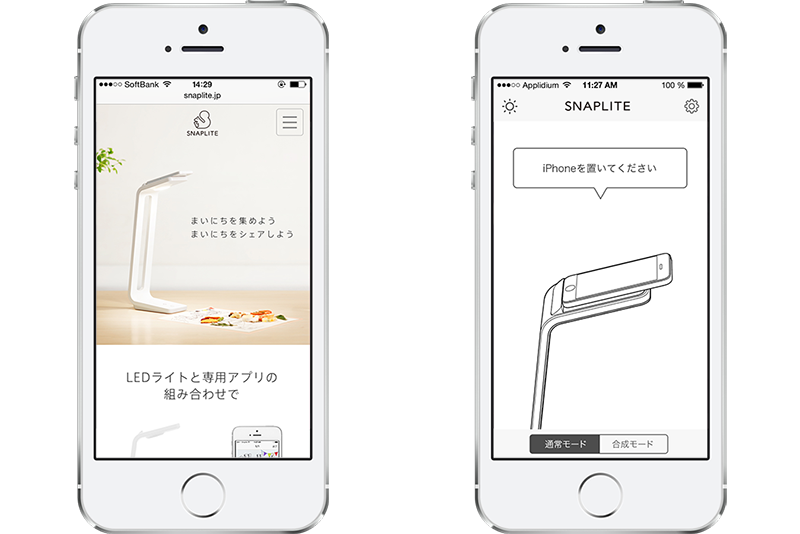 SoftBank 14:29
snaplite.jp
SNAPLITE
まいにちを集めよう
まいにちをシェアしよう
LEDライトと専用アプリの
組み合わせで
Applidium 11:27 AM 100 %
SNAPLITE
iPhoneを置いてください
通常モード 合成モード